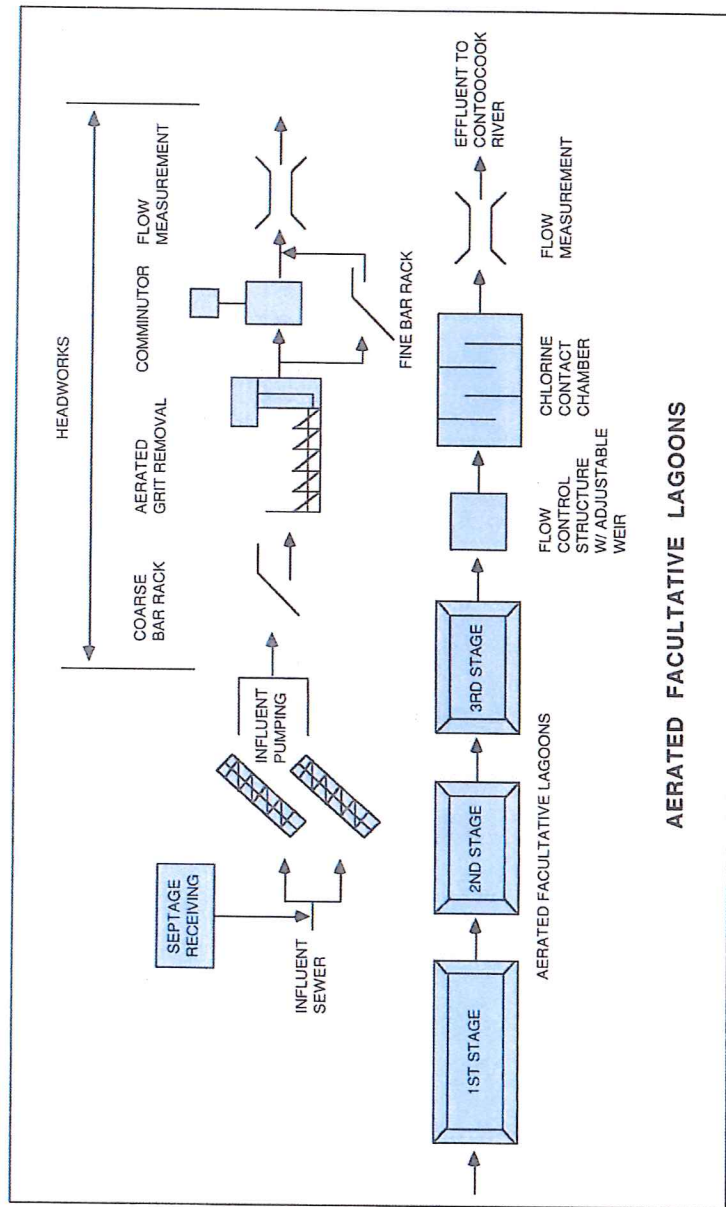 HEADWORKS
COARSE
BAR RACK
AERATED
GRIT REMOVAL
COMMINUTOR
FLOW
MEASUREMENT
SEPTAGE
RECEIVING
INFLUENT
PUMPING
INFLUENT
SEWER
FINE BAR RACK
1ST STAGE
2ND STAGE
3RD STAGE
AERATED FACULTATIVE LAGOONS
FLOW
CONTROL
STRUCTURE
W/ ADJUSTABLE
WEIR
CHLORINE
CONTACT
CHAMBER
FLOW
MEASUREMENT
EFFLUENT TO
CONTOOCOOK
RIVER
AERATED FACULTATIVE LAGOONS